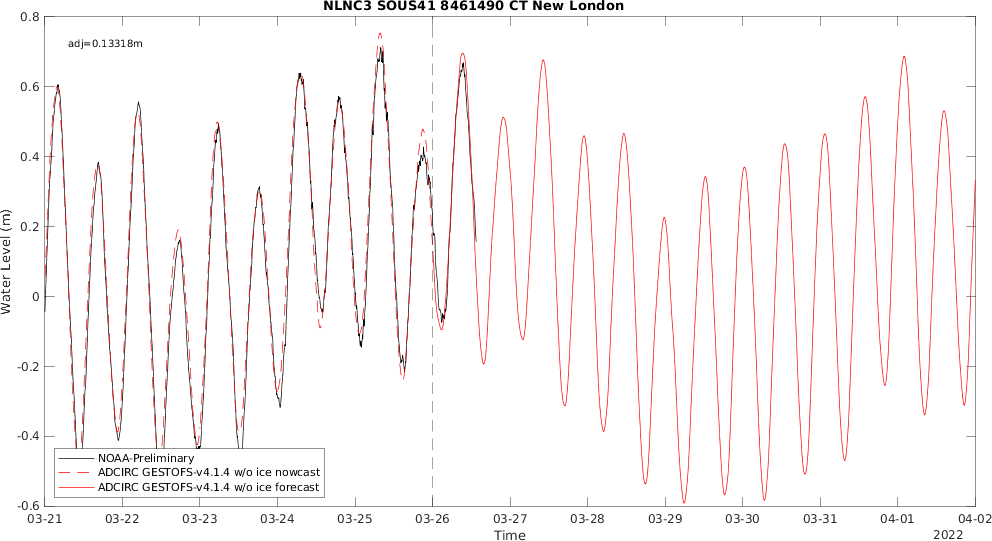 NLNC3 SOUS41 8461490 CT New London
adj=0.13318m
0.8
0.6
0.4
0.2
0
-0.2
-0.4
-0.6
Water Level (m)
NOAA-Preliminary
ADCIRC GESTOFS-v4.1.4 w/o ice nowcast
ADCIRC GESTOFS-v4.1.4 w/o ice forecast
03-21 03-22 03-23 03-24 03-25 03-26 03-27 03-28 03-29 03-30 03-31 04-01 04-02
Time
2022